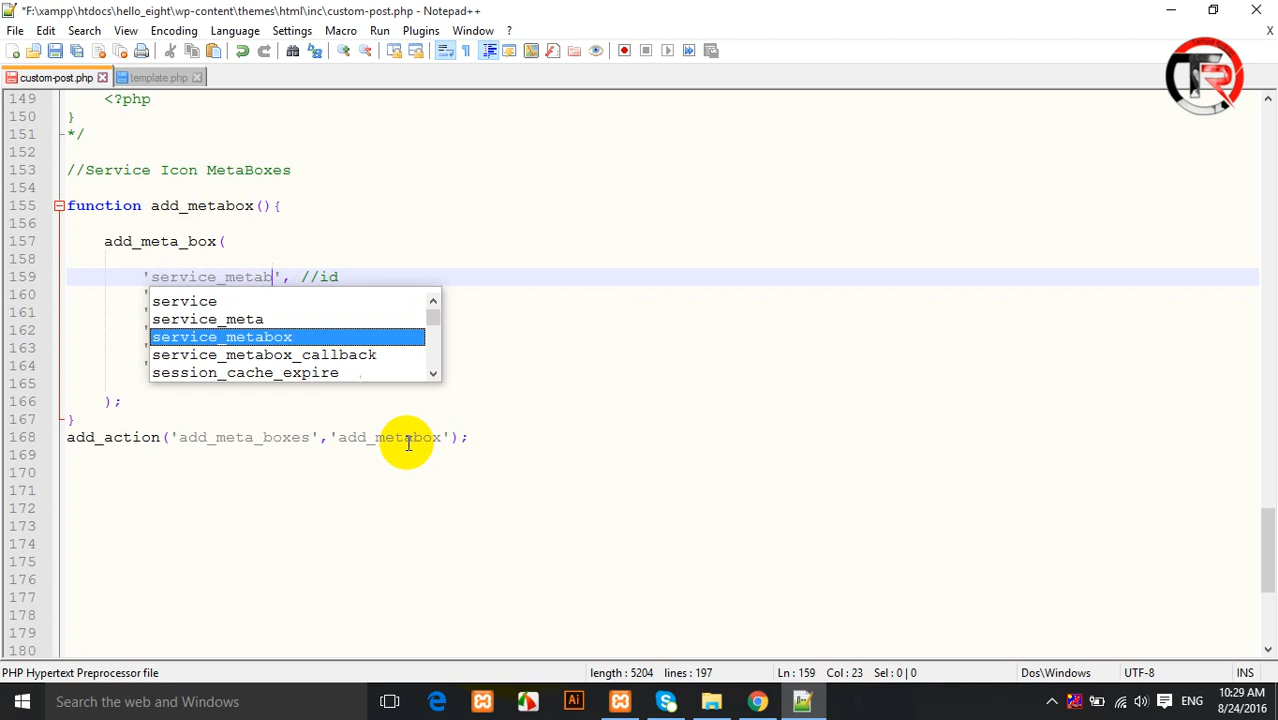 *F:\xampp\htdocs\hello_eight\wp-content\themes\html\inc\custom-post.php - Notepad++
File Edit Search View Encoding Language Settings Macro Run Plugins Window ? X
custom-post.php template.php
TR
149 <?php
150 }
151 */
152
153 //Service Icon MetaBoxes
154
155 function add_metabox(){
156
157 add_meta_box(
158
159 'service_metab', //id
160 '
161 '
162 '
163 '
164 '
165
166 );
167 }
168 add_action('add_meta_boxes','add_metabox');
169
170
171
172
173
174
175
176
177
178
179
180
service
service_meta
service_metabox
service_metabox_callback
session_cache_expire
PHP Hypertext Preprocessor file length : 5204 lines : 197 Ln : 159 Col : 23 Sel : 0 | 0 Dos\Windows UTF-8 INS
Search the web and Windows
ENG
10:29 AM
8/24/2016